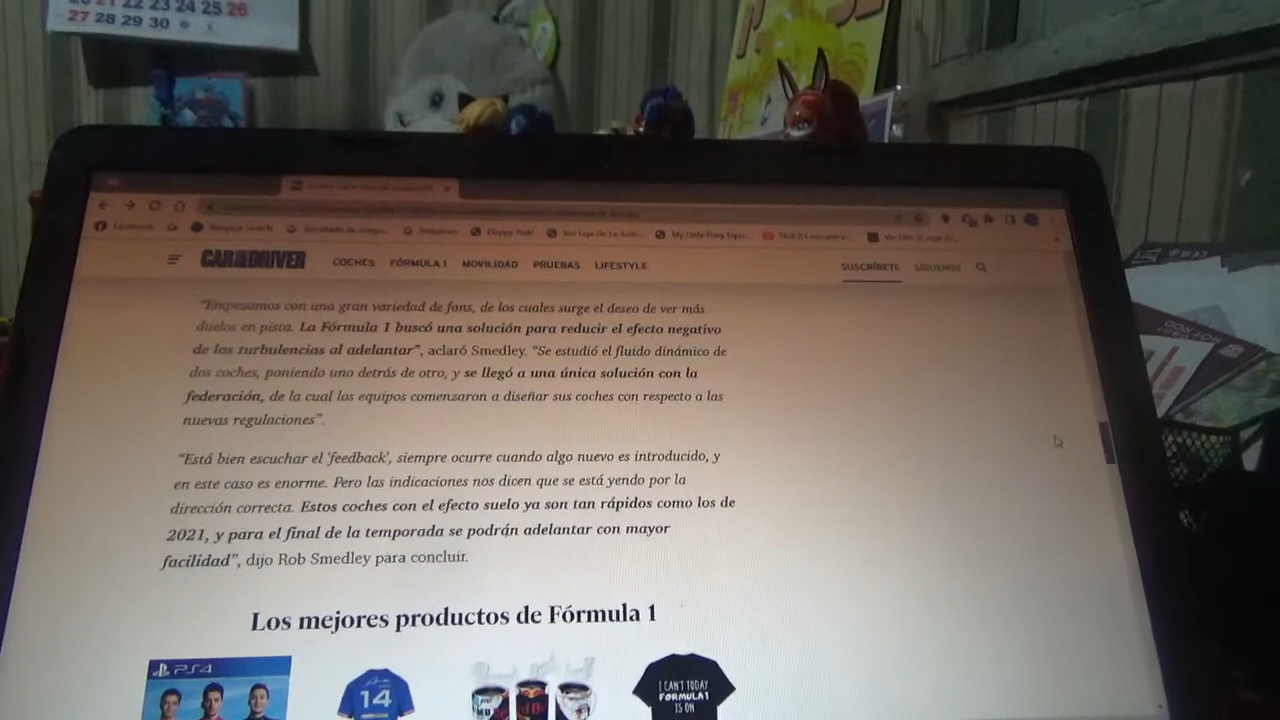 22 23 24 25 26
27 28 29 30
Facebook
Instagram
CAR AND DRIVER
COCHES FÓRMULA 1 MOVILIDAD PRUEBAS LIFESTYLE
SUSCRÍBETE SÍGUENOS
"Empezamos con una gran variedad de fans, de los cuales surge el deseo de ver más
duelos en pista. La Fórmula 1 buscó una solución para reducir el efecto negativo
de las turbulencias al adelantar", aclaró Smedley. "Se estudió el fluido dinámico de
dos coches, poniendo uno detrás de otro, y se llegó a una única solución con la
federación, de la cual los equipos comenzaron a diseñar sus coches con respecto a las
nuevas regulaciones".
"Está bien escuchar el 'feedback', siempre ocurre cuando algo nuevo es introducido, y
en este caso es enorme. Pero las indicaciones nos dicen que se está yendo por la
dirección correcta. Estos coches con el efecto suelo ya son tan rápidos como los de
2021, y para el final de la temporada se podrán adelantar con mayor
facilidad", dijo Rob Smedley para concluir.
Los mejores productos de Fórmula 1
PS4
14
I CAN'T TODAY
FORMULA 1
IS ON